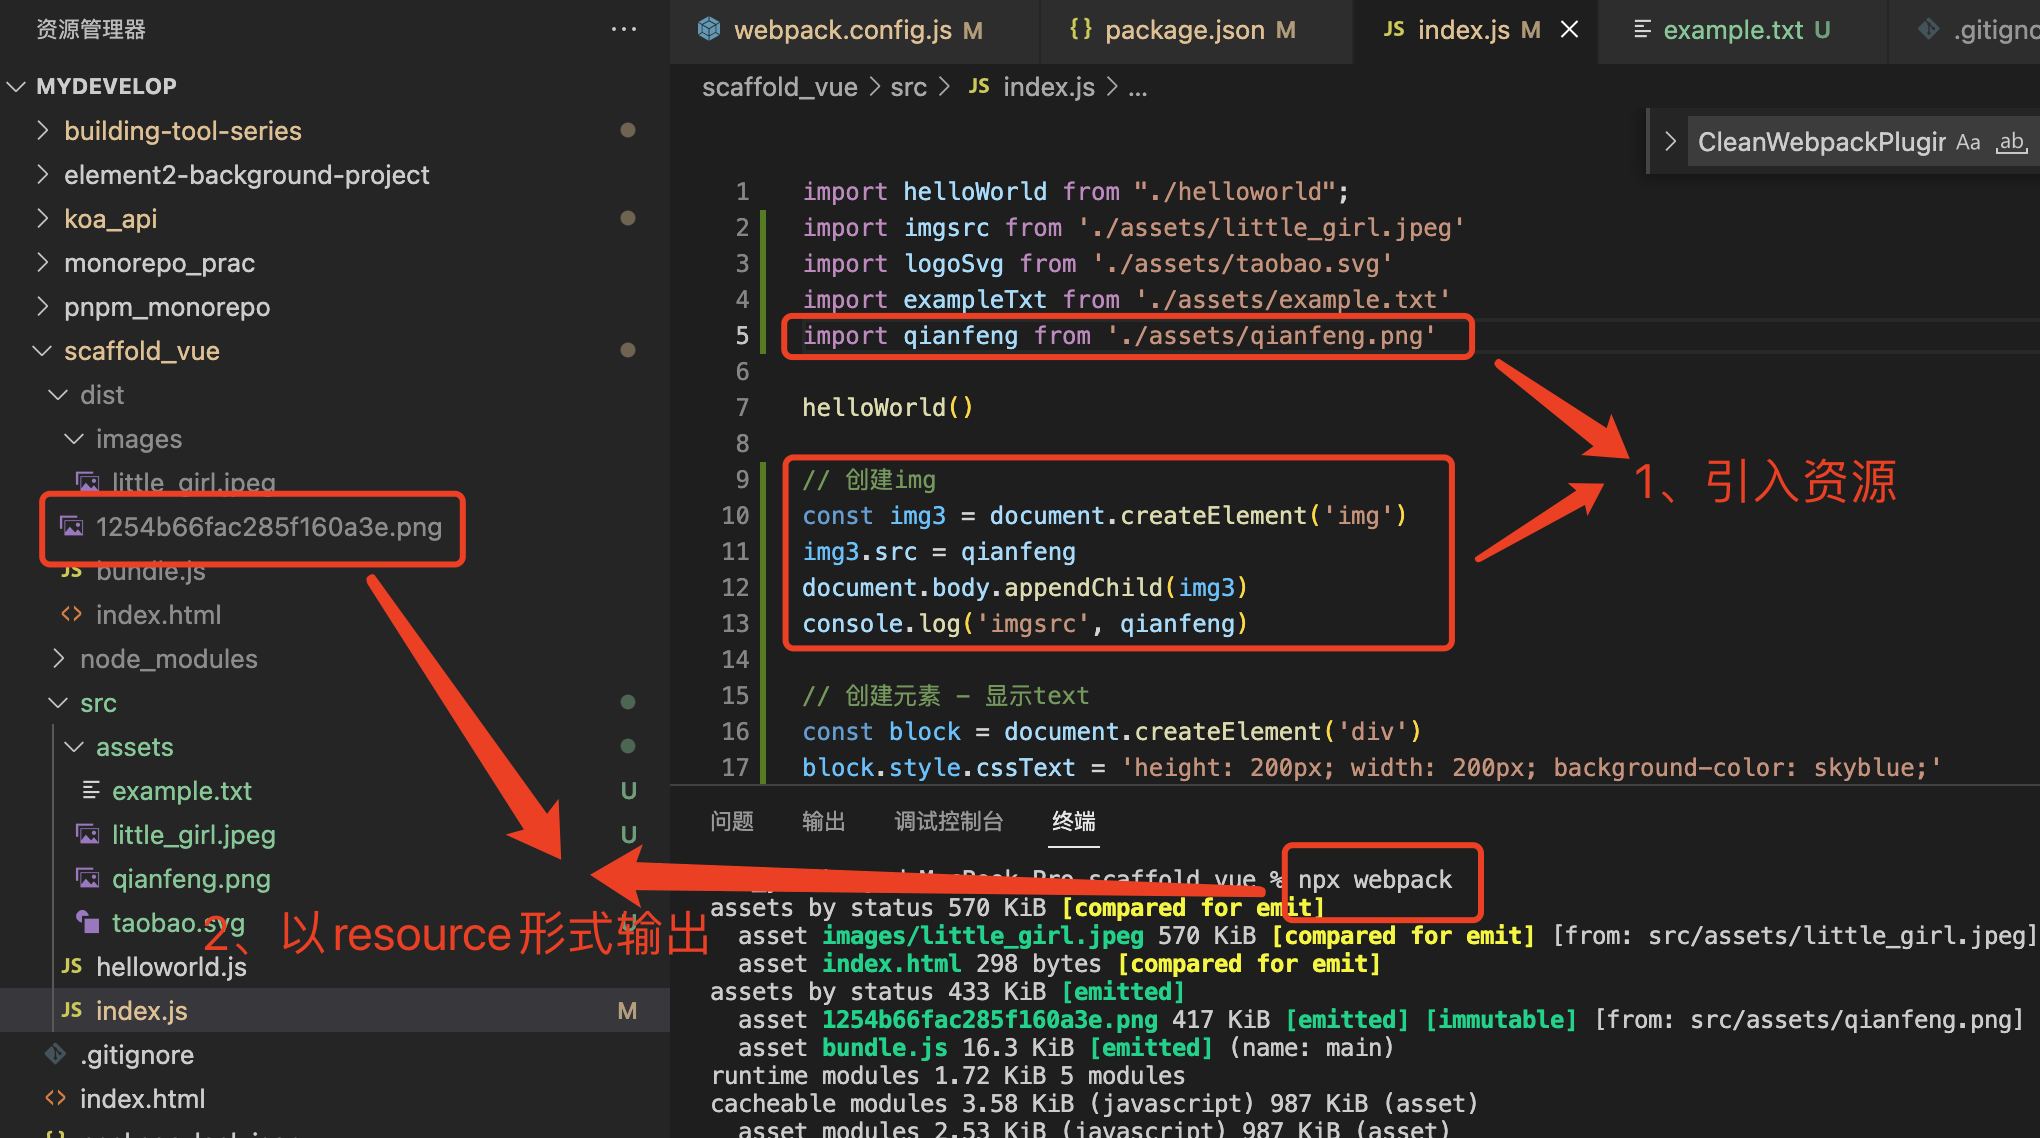 资源管理器
MYDEVELOP
building-tool-series
element2-background-project
koa_api
monorepo_prac
pnpm_monorepo
scaffold_vue
dist
images
little_girl.jpeg
1254b66fac285f160a3e.png
bundle.js
index.html
node_modules
src
assets
example.txt U
little_girl.jpeg U
qianfeng.png
taobao.svg
2、以resource形式输出
JS helloworld.js
JS index.js M
.gitignore
index.html
webpack.config.js M
{} package.json M
JS index.js M
example.txt U
scaffold_vue > src > JS index.js > ...
CleanWebpackPlugin Aa ab
1 import helloWorld from "./helloworld";
2 import imgsrc from './assets/little_girl.jpeg'
3 import logoSvg from './assets/taobao.svg'
4 import exampleTxt from './assets/example.txt'
5 import qianfeng from './assets/qianfeng.png'
6
7 helloWorld()
8
9 // 创建img
10 const img3 = document.createElement('img')
11 img3.src = qianfeng
12 document.body.appendChild(img3)
13 console.log('imgsrc', qianfeng)
14
15 // 创建元素 - 显示text
16 const block = document.createElement('div')
17 block.style.cssText = 'height: 200px; width: 200px; background-color: skyblue;'
1、引入资源
问题 输出 调试控制台 终端
scaffold_vue % npx webpack
assets by status 570 KiB [compared for emit]
asset images/little_girl.jpeg 570 KiB [compared for emit] [from: src/assets/little_girl.jpeg]
asset index.html 298 bytes [compared for emit]
assets by status 433 KiB [emitted]
asset 1254b66fac285f160a3e.png 417 KiB [emitted] [immutable] [from: src/assets/qianfeng.png]
asset bundle.js 16.3 KiB [emitted] (name: main)
runtime modules 1.72 KiB 5 modules
cacheable modules 3.58 KiB (javascript) 987 KiB (asset)
asset modules 2.53 KiB (javascript) 987 KiB (asset)